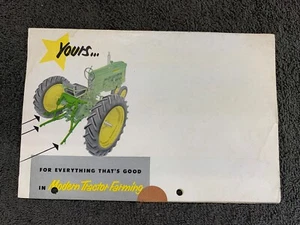 Yours...
FOR EVERYTHING THAT'S GOOD
IN Modern Tractor Farming